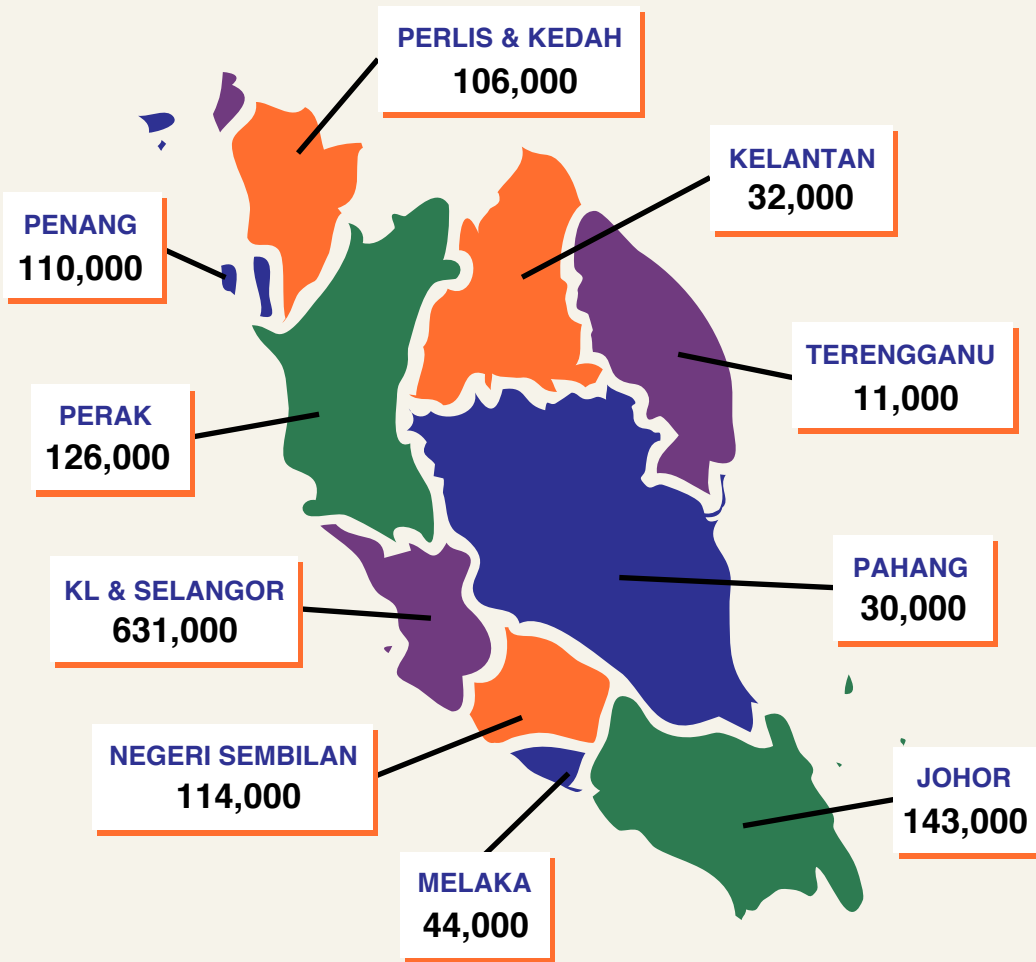 PERLIS & KEDAH
106,000
KELANTAN
32,000
PENANG
110,000
TERENGGANU
11,000
PERAK
126,000
PAHANG
30,000
KL & SELANGOR
631,000
NEGERI SEMBILAN
114,000
JOHOR
143,000
MELAKA
44,000